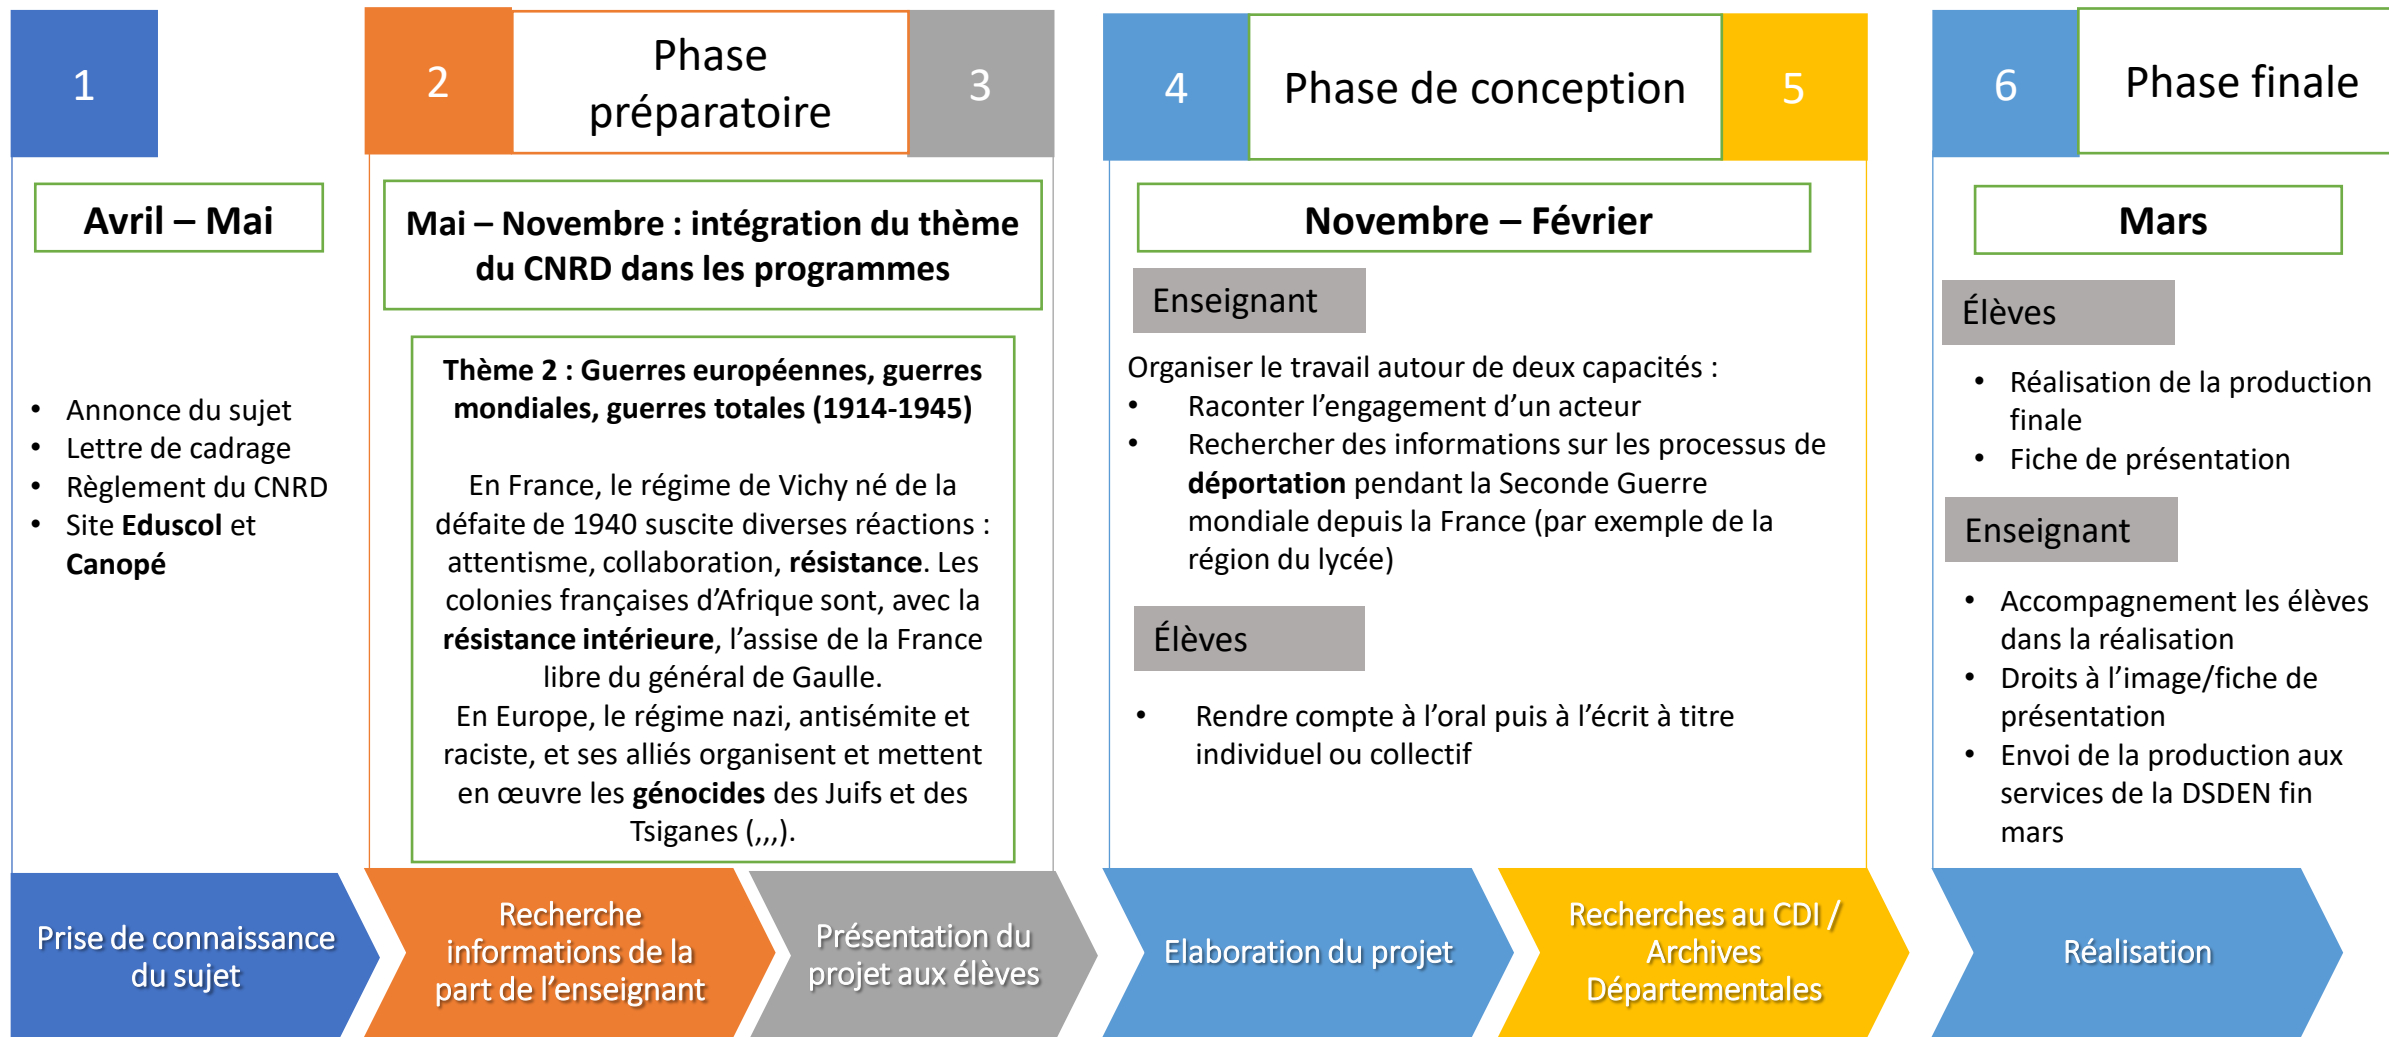 1
Avril – Mai
• Annonce du sujet
• Lettre de cadrage
• Règlement du CNRD
• Site Eduscol et
Canopé
Prise de connaissance
du sujet
2
Phase
préparatoire
3
Mai – Novembre : intégration du thème
du CNRD dans les programmes
Thème 2 : Guerres européennes, guerres
mondiales, guerres totales (1914-1945)
En France, le régime de Vichy né de la
défaite de 1940 suscite diverses réactions :
attentisme, collaboration, résistance. Les
colonies françaises d’Afrique sont, avec la
résistance intérieure, l’assise de la France
libre du général de Gaulle.
En Europe, le régime nazi, antisémite et
raciste, et ses alliés organisent et mettent
en œuvre les génocides des Juifs et des
Tsiganes (,,,).
Recherche
informations de la
part de l’enseignant
Présentation du
projet aux élèves
4
Phase de conception
5
Novembre – Février
Enseignant
Organiser le travail autour de deux capacités :
• Raconter l’engagement d’un acteur
• Rechercher des informations sur les processus de
déportation pendant la Seconde Guerre
mondiale depuis la France (par exemple de la
région du lycée)
Élèves
• Rendre compte à l’oral puis à l’écrit à titre
individuel ou collectif
Elaboration du projet
Recherches au CDI /
Archives
Départementales
6
Phase finale
Mars
Élèves
• Réalisation de la production
finale
• Fiche de présentation
Enseignant
• Accompagnement les élèves
dans la réalisation
• Droits à l’image/fiche de
présentation
• Envoi de la production aux
services de la DSDEN fin
mars
Réalisation